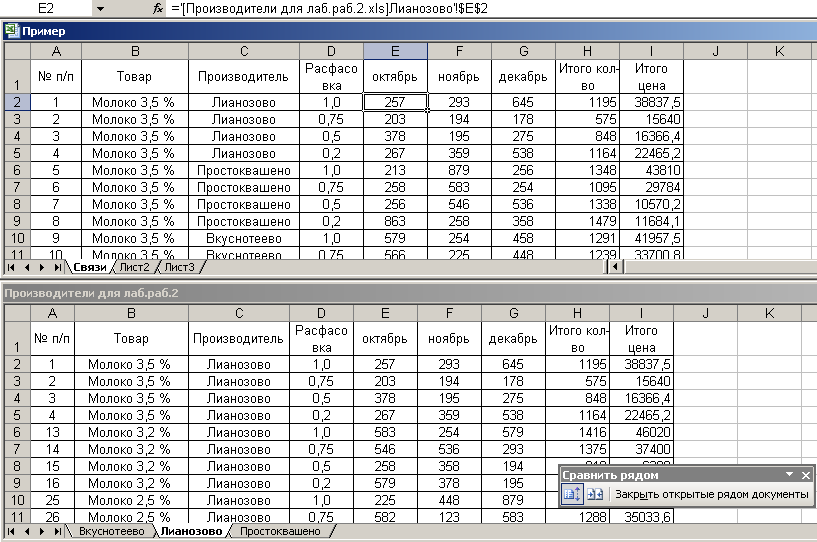 E2 fx ='[Производители для лаб.раб.2.xls]Лианозово'!$E$2
Пример
A B C D E F G H I J K
1 № п/п Товар Производитель Расфасовка октябрь ноябрь декабрь Итого кол-во Итого цена
2 1 Молоко 3,5 % Лианозово 1,0 257 293 645 1195 38837,5
3 2 Молоко 3,5 % Лианозово 0,75 203 194 178 575 15640
4 3 Молоко 3,5 % Лианозово 0,5 378 195 275 848 16366,4
5 4 Молоко 3,5 % Лианозово 0,2 267 359 538 1164 22465,2
6 5 Молоко 3,5 % Простоквашено 1,0 213 879 256 1348 43810
7 6 Молоко 3,5 % Простоквашено 0,75 258 583 254 1095 29784
8 7 Молоко 3,5 % Простоквашено 0,5 256 546 536 1338 10570,2
9 8 Молоко 3,5 % Простоквашено 0,2 863 258 358 1479 11684,1
10 9 Молоко 3,5 % Вкуснотеево 1,0 579 254 458 1291 41957,5
11 10 Молоко 3,5 % Вкуснотеево 0,75 566 225 448 1239 33700,8
Связи Лист2 Лист3
Производители для лаб.раб.2
A B C D E F G H I J K
1 № п/п Товар Производитель Расфасовка октябрь ноябрь декабрь Итого кол-во Итого цена
2 1 Молоко 3,5 % Лианозово 1,0 257 293 645 1195 38837,5
3 2 Молоко 3,5 % Лианозово 0,75 203 194 178 575 15640
4 3 Молоко 3,5 % Лианозово 0,5 378 195 275 848 16366,4
5 4 Молоко 3,5 % Лианозово 0,2 267 359 538 1164 22465,2
6 13 Молоко 3,2 % Лианозово 1,0 583 254 579 1416 46020
7 14 Молоко 3,2 % Лианозово 0,75 546 536 293 1375 37400
8 15 Молоко 3,2 % Лианозово 0,5 258 358 194
9 16 Молоко 3,2 % Лианозово 0,2 579 378 195
10 25 Молоко 2,5 % Лианозово 1,0 225 448 879
11 26 Молоко 2,5 % Лианозово 0,75 582 123 583 1288 35033,6
Сравнить рядом
Закрыть открытые рядом документы
Вкуснотеево Лианозово Простоквашено